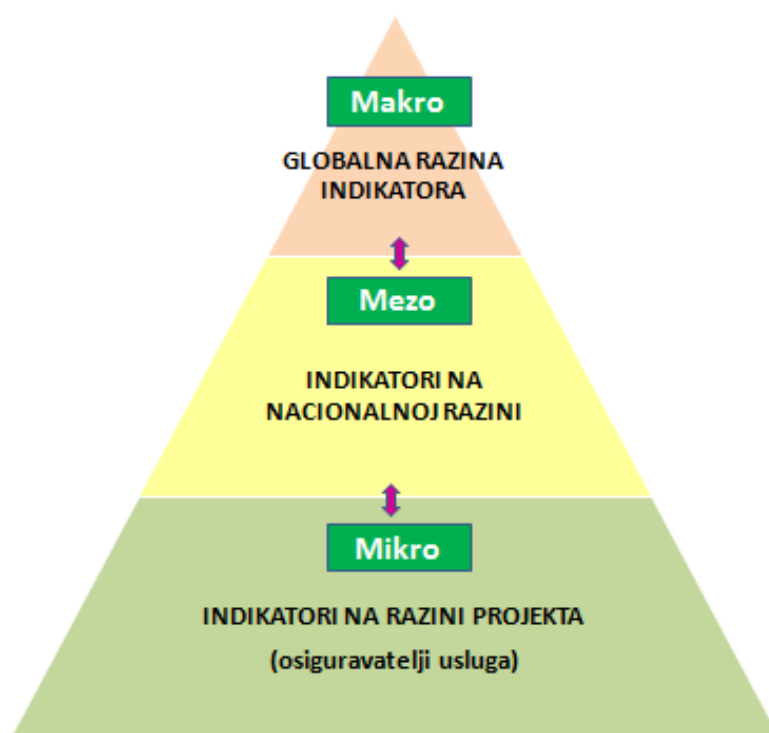 Makro
GLOBALNA RAZINA
INDIKATORA
Mezo
INDIKATORI NA
NACIONALNOJ RAZINI
Mikro
INDIKATORI NA RAZINI PROJEKTA
(osiguravatelji usluga)